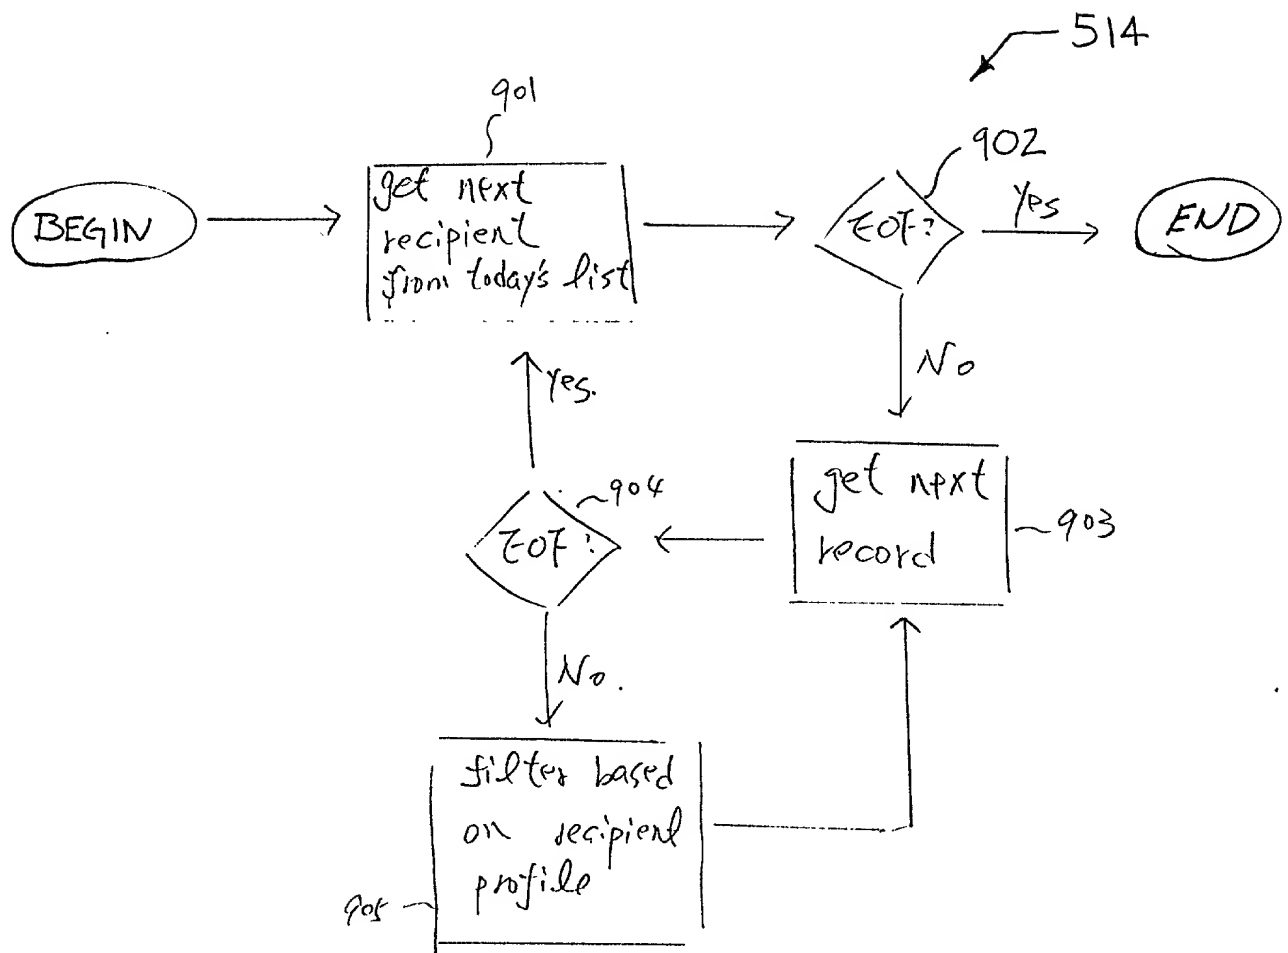 514
901
902
get next
recipient
from today's list
BEGIN
EOF?
Yes
END
No
Yes.
904
get next
record
903
EOF?
No.
filter based
on recipient
profile
905